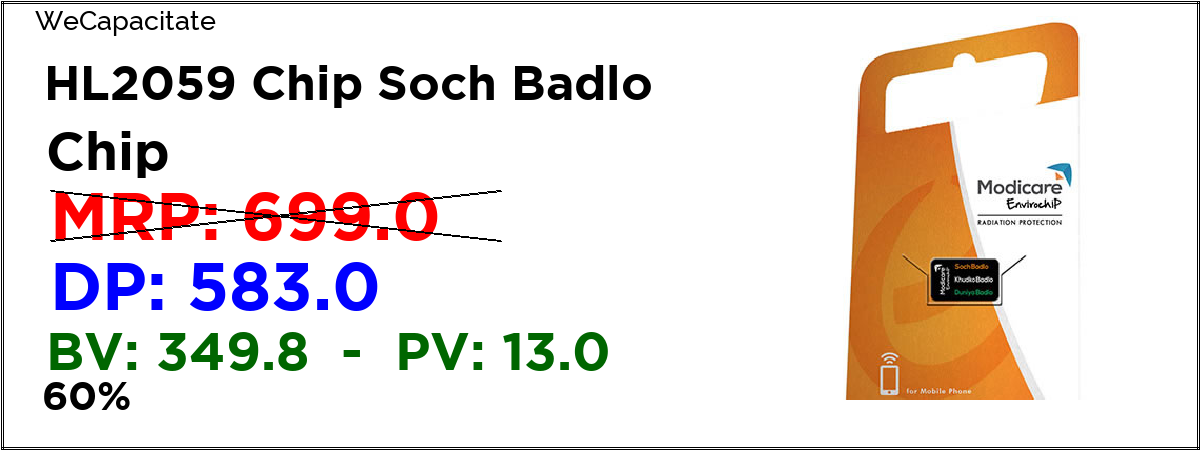 WeCapacitate
HL2059 Chip Soch Badlo
Chip
MRP: 699.0
DP: 583.0
BV: 349.8 - PV: 13.0
60%
Modicare
EnvirochiP
RADIATION PROTECTION
Modicare
Envirochip
SochBadlo
KhudkoBadlo
DuniyaBadlo
for Mobile Phone